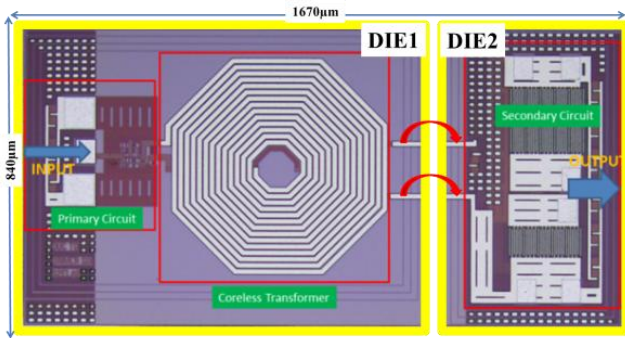 1670μm
DIE1
DIE2
840μm
Secondary Circuit
INPUT
OUTPUT
Primary Circuit
Coreless Transformer